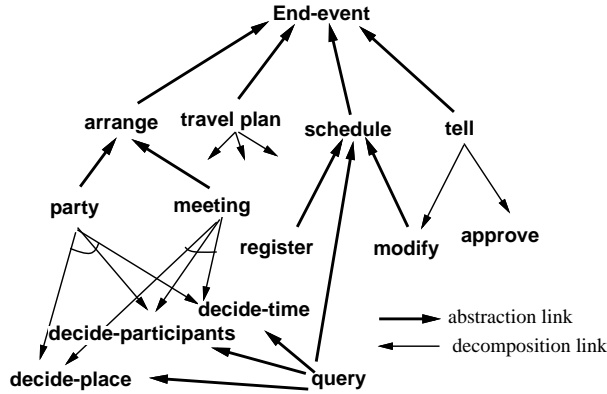 End-event
arrange
travel plan
schedule
tell
party
meeting
register
modify
approve
decide-time
decide-participants
decide-place
query
abstraction link
decomposition link